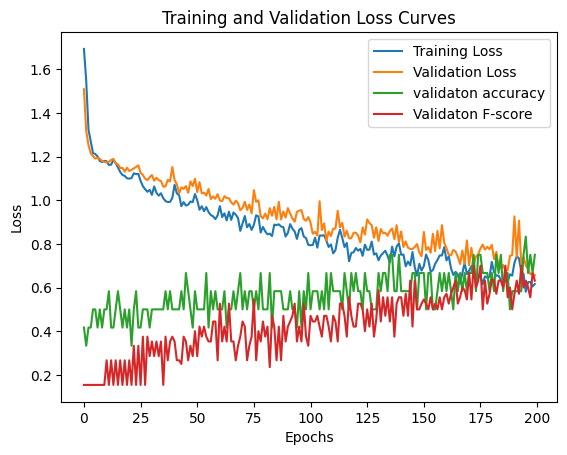 Training and Validation Loss Curves
Training Loss
Validation Loss
validaton accuracy
Validaton F-score
Loss
1.6
1.4
1.2
1.0
0.8
0.6
0.4
0.2
0 25 50 75 100 125 150 175 200
Epochs